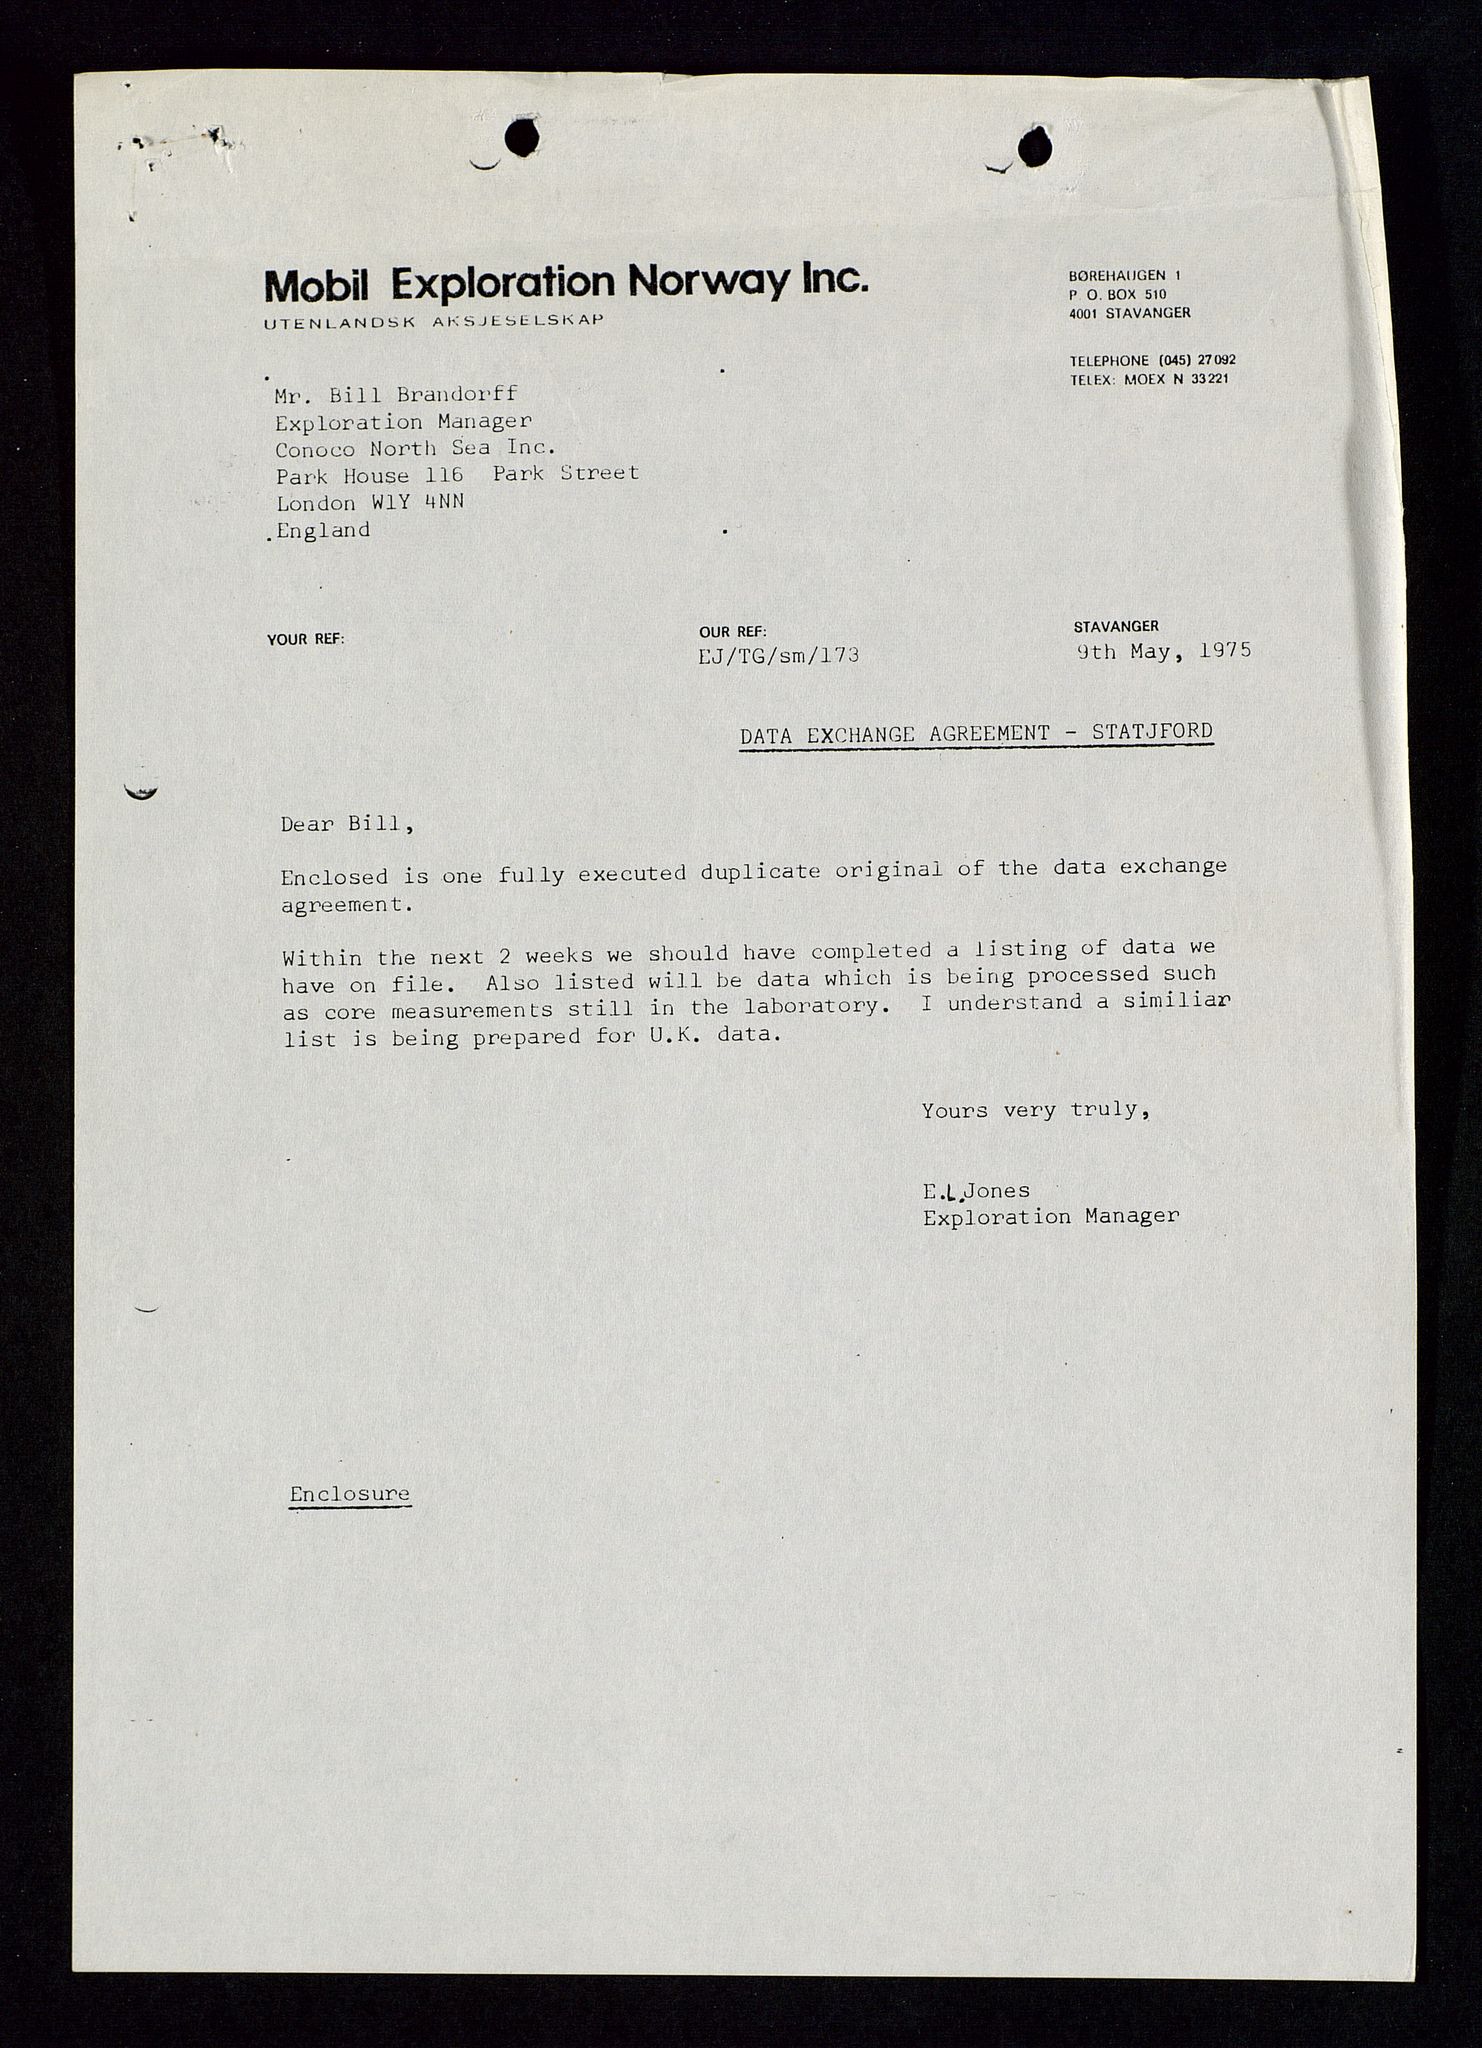 Mobil Exploration Norway Inc.
UTENLANDSK AKSJESELSKAP
BØREHAUGEN 1
P O. BOX 510
4001 STAVANGER
TELEPHONE (045) 27092
TELEX: MOEX N 33221
Mr. Bill Brandorff
Exploration Manager
Conoco North Sea Inc.
Park House 116 Park Street
London W1Y 4NN
England
YOUR REF:
OUR REF:
EJ/TG/sm/173
STAVANGER
9th May, 1975
DATA EXCHANGE AGREEMENT - STATJFORD
Dear Bill,
Enclosed is one fully executed duplicate original of the data exchange
agreement.
Within the next 2 weeks we should have completed a listing of data we
have on file. Also listed will be data which is being processed such
as core measurements still in the laboratory. I understand a similiar
list is being prepared for U.K. data.
Yours very truly,
E.L.Jones
Exploration Manager
Enclosure